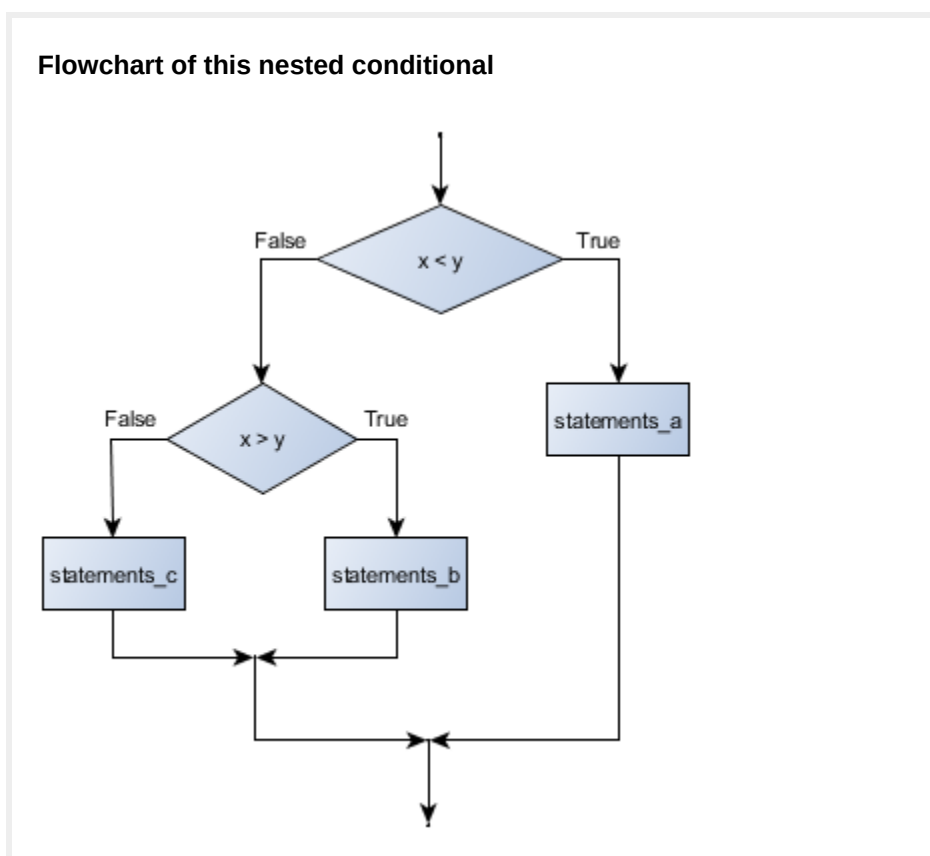 Flowchart of this nested conditional
False
True
x < y
False
True
x > y
statements_a
statements_c
statements_b